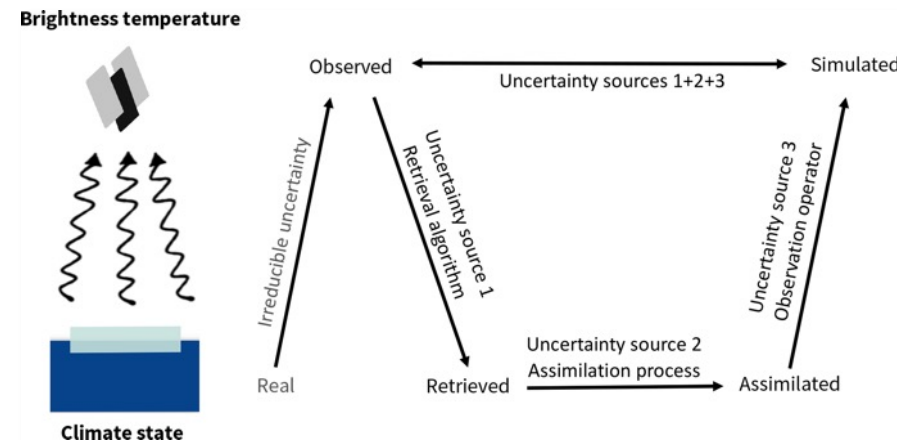 Brightness temperature
Observed
Simulated
Uncertainty sources 1+2+3
Irreducible uncertainty
Uncertainty source 1
Retrieval algorithm
Uncertainty source 3
Observation operator
Uncertainty source 2
Assimilation process
Real
Retrieved
Assimilated
Climate state